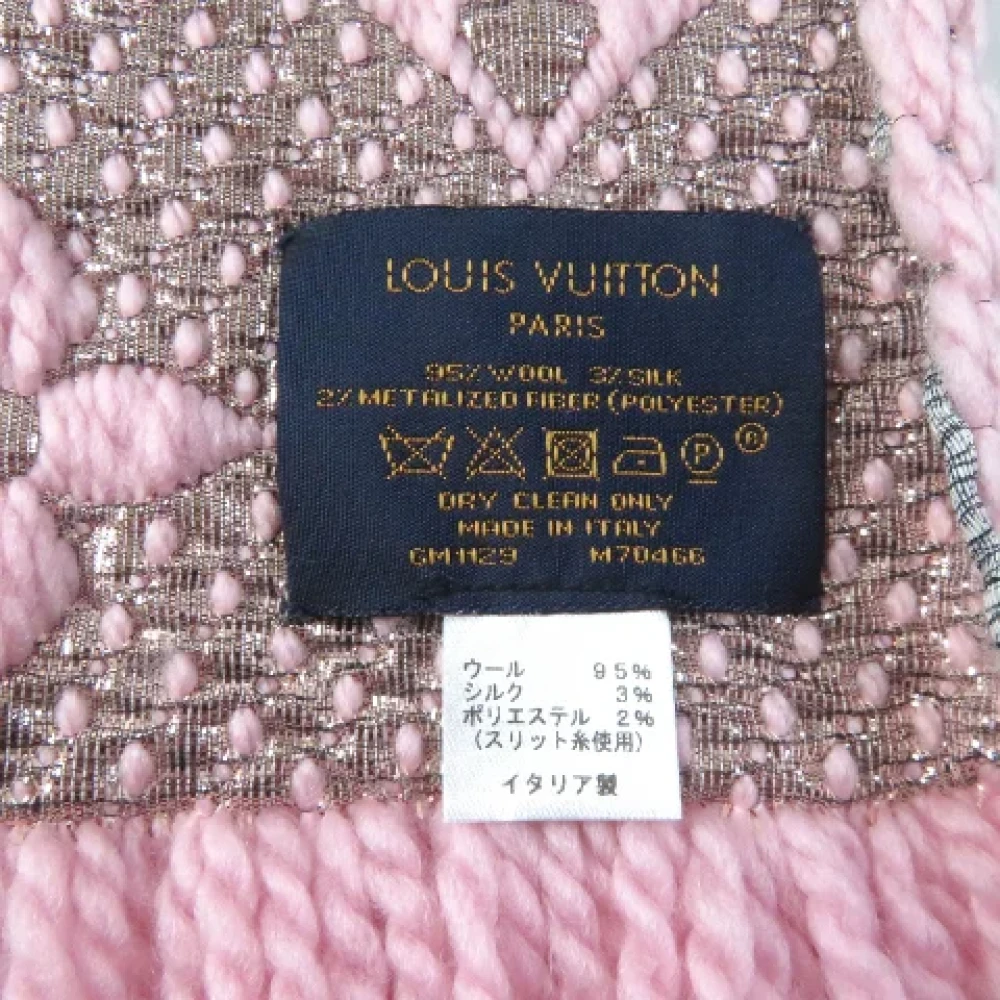 LOUIS VUITTON
PARIS
95% WOOL 3% SILK
2% METALIZED FIBER (POLYESTER)
P
®
DRY CLEAN ONLY
MADE IN ITALY
GM1129 M70466
ウール 95%
シルク 3%
ポリエステル 2%
(スリット糸使用)
イタリア製